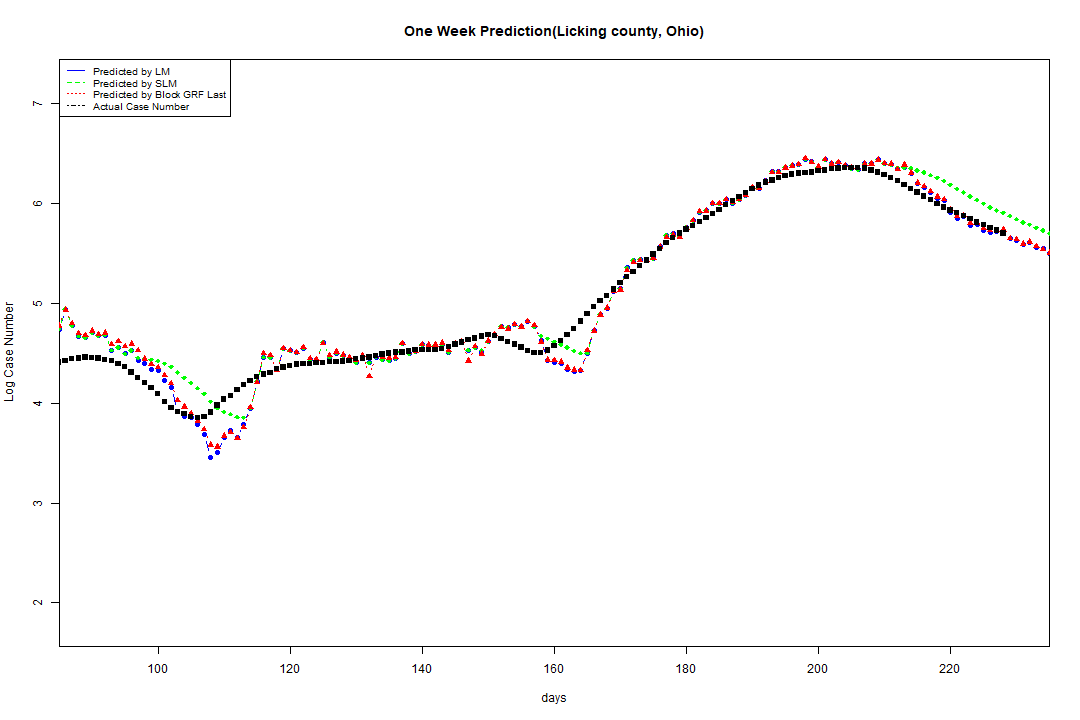 One Week Prediction(Licking county, Ohio)
Predicted by LM
Predicted by SLM
Predicted by Block GRF Last
Actual Case Number
7
6
5
4
3
2
Log Case Number
100 120 140 160 180 200 220
days